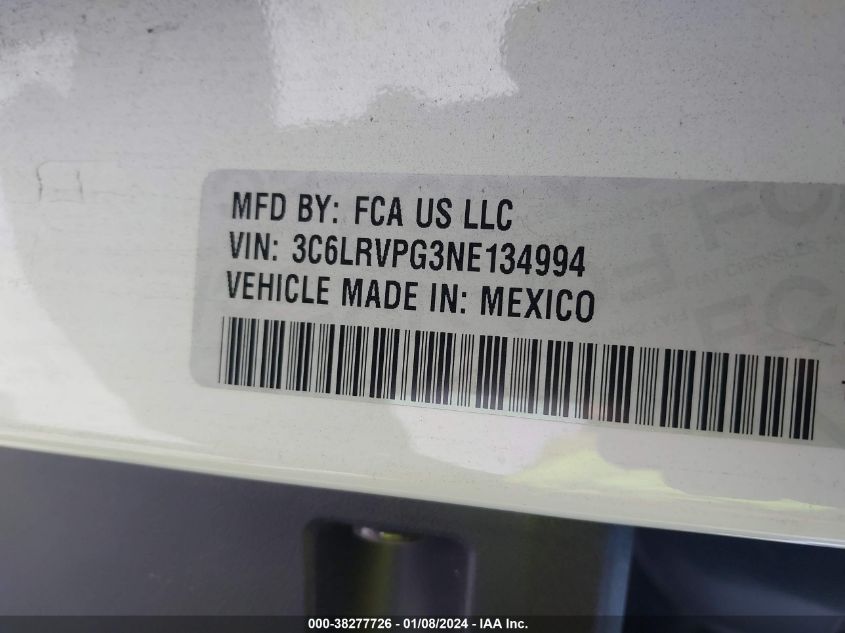 MFD BY: FCA US LLC
VIN: 3C6LRVPG3NE134994
VEHICLE MADE IN: MEXICO
000-38277726 - 01/08/2024 - IAA Inc.